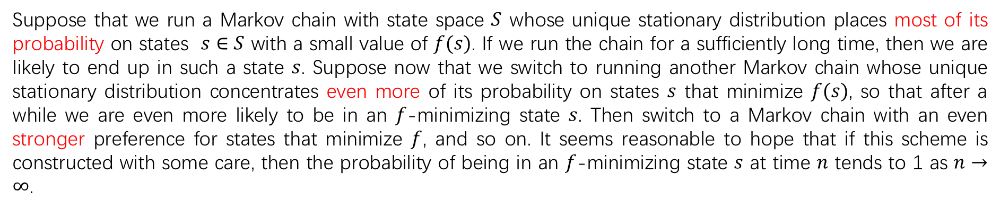 Suppose that we run a Markov chain with state space S whose unique stationary distribution places most of its
probability on states s ∈ S with a small value of f(s). If we run the chain for a sufficiently long time, then we are
likely to end up in such a state s. Suppose now that we switch to running another Markov chain whose unique
stationary distribution concentrates even more of its probability on states s that minimize f(s), so that after a
while we are even more likely to be in an f-minimizing state s. Then switch to a Markov chain with an even
stronger preference for states that minimize f, and so on. It seems reasonable to hope that if this scheme is
constructed with some care, then the probability of being in an f-minimizing state s at time n tends to 1 as n →
∞.